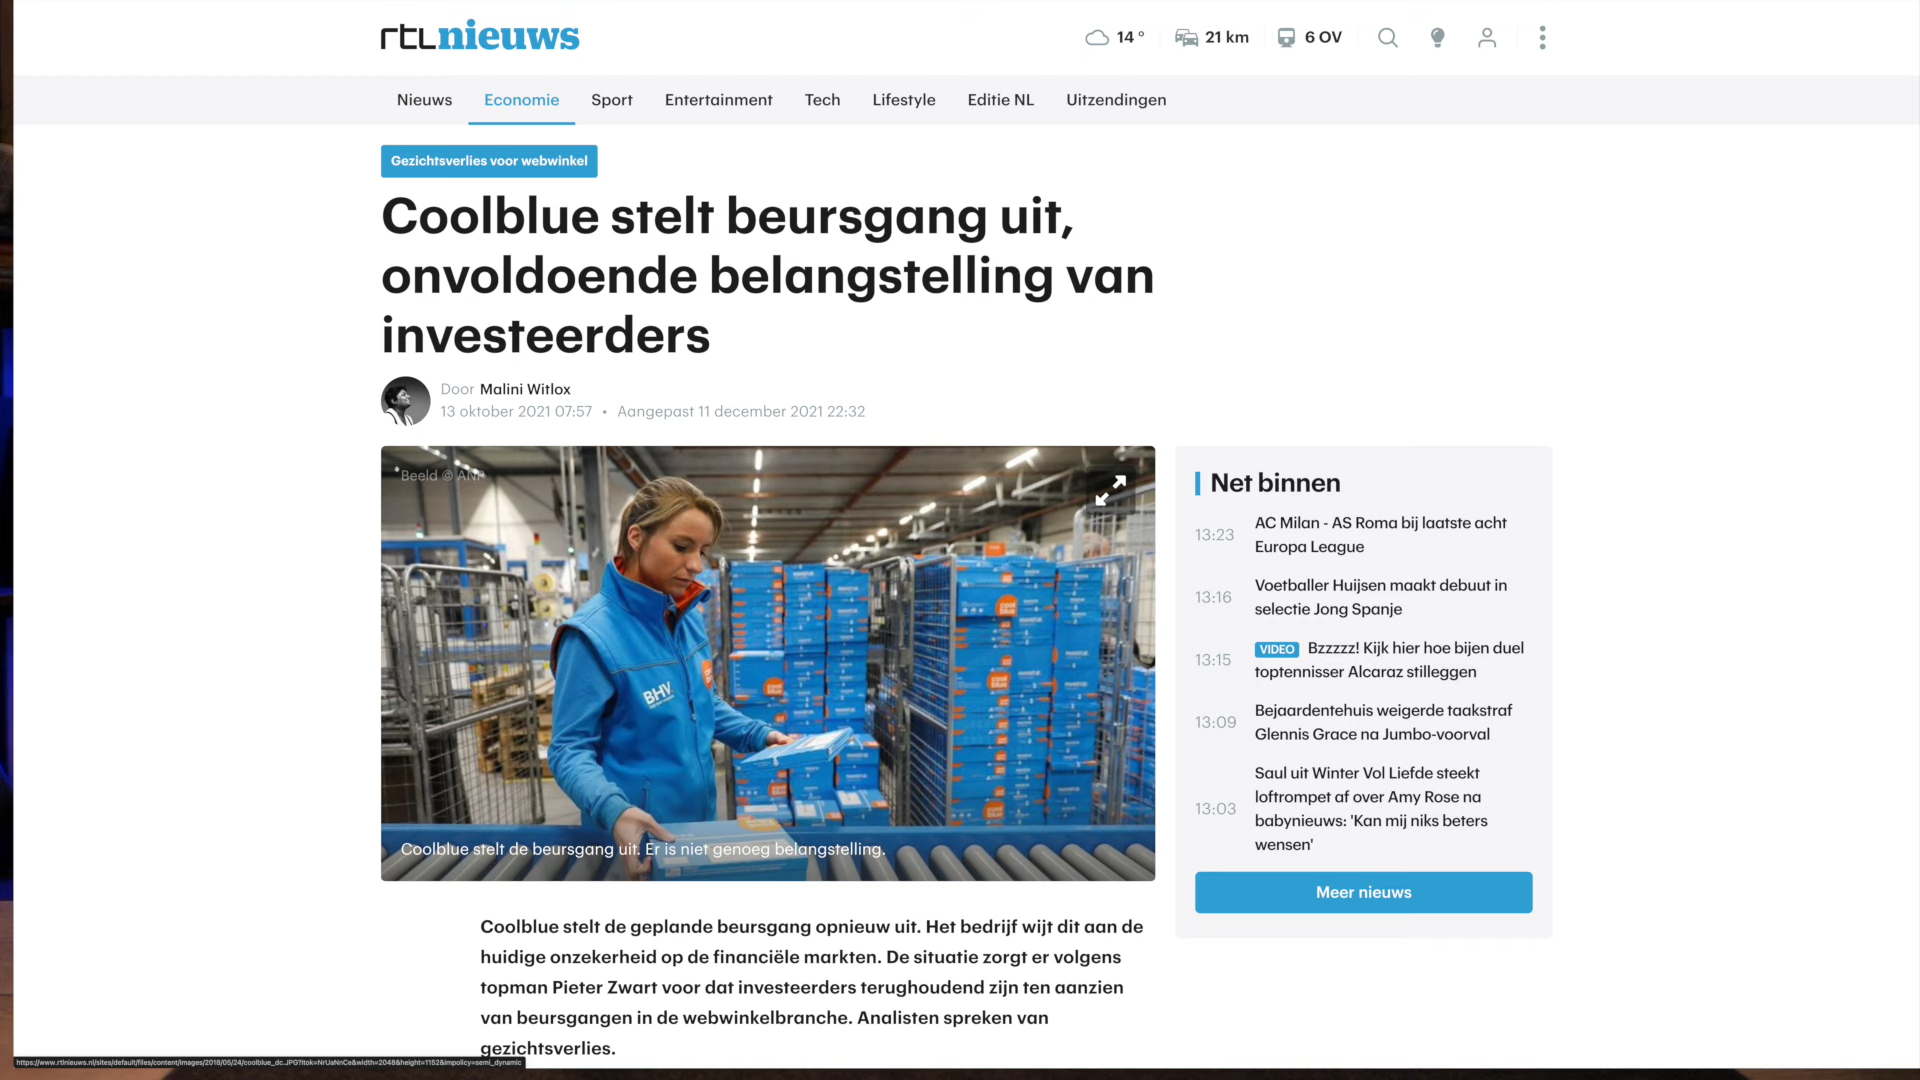 rtlnieuws
14 °
21 km
6 OV
Nieuws
Economie
Sport
Entertainment
Tech
Lifestyle
Editie NL
Uitzendingen
Gezichtsverlies voor webwinkel
Coolblue stelt beursgang uit,
onvoldoende belangstelling van
investeerders
Door Malini Witlox
13 oktober 2021 07:57 • Aangepast 11 december 2021 22:32
Beeld © ANP
BHV
cool
blue
Coolblue stelt de beursgang uit. Er is niet genoeg belangstelling.
Coolblue stelt de geplande beursgang opnieuw uit. Het bedrijf wijt dit aan de
huidige onzekerheid op de financiële markten. De situatie zorgt er volgens
topman Pieter Zwart voor dat investeerders terughoudend zijn ten aanzien
van beursgangen in de webwinkelbranche. Analisten spreken van
gezichtsverlies.
Net binnen
13:23
AC Milan - AS Roma bij laatste acht
Europa League
13:16
Voetballer Huijsen maakt debuut in
selectie Jong Spanje
13:15
VIDEO Bzzzzz! Kijk hier hoe bijen duel
toptennisser Alcaraz stilleggen
13:09
Bejaardentehuis weigerde taakstraf
Glennis Grace na Jumbo-voorval
13:03
Saul uit Winter Vol Liefde steekt
loftrompet af over Amy Rose na
babynieuws: 'Kan mij niks beters
wensen'
Meer nieuws
https://www.rtlnieuws.nl/sites/default/files/content/images/2018/05/24/coolblue_dc.JPG?itok=NrUaNnCe&width=2048&height=1152&impolicy=semi_dynamic